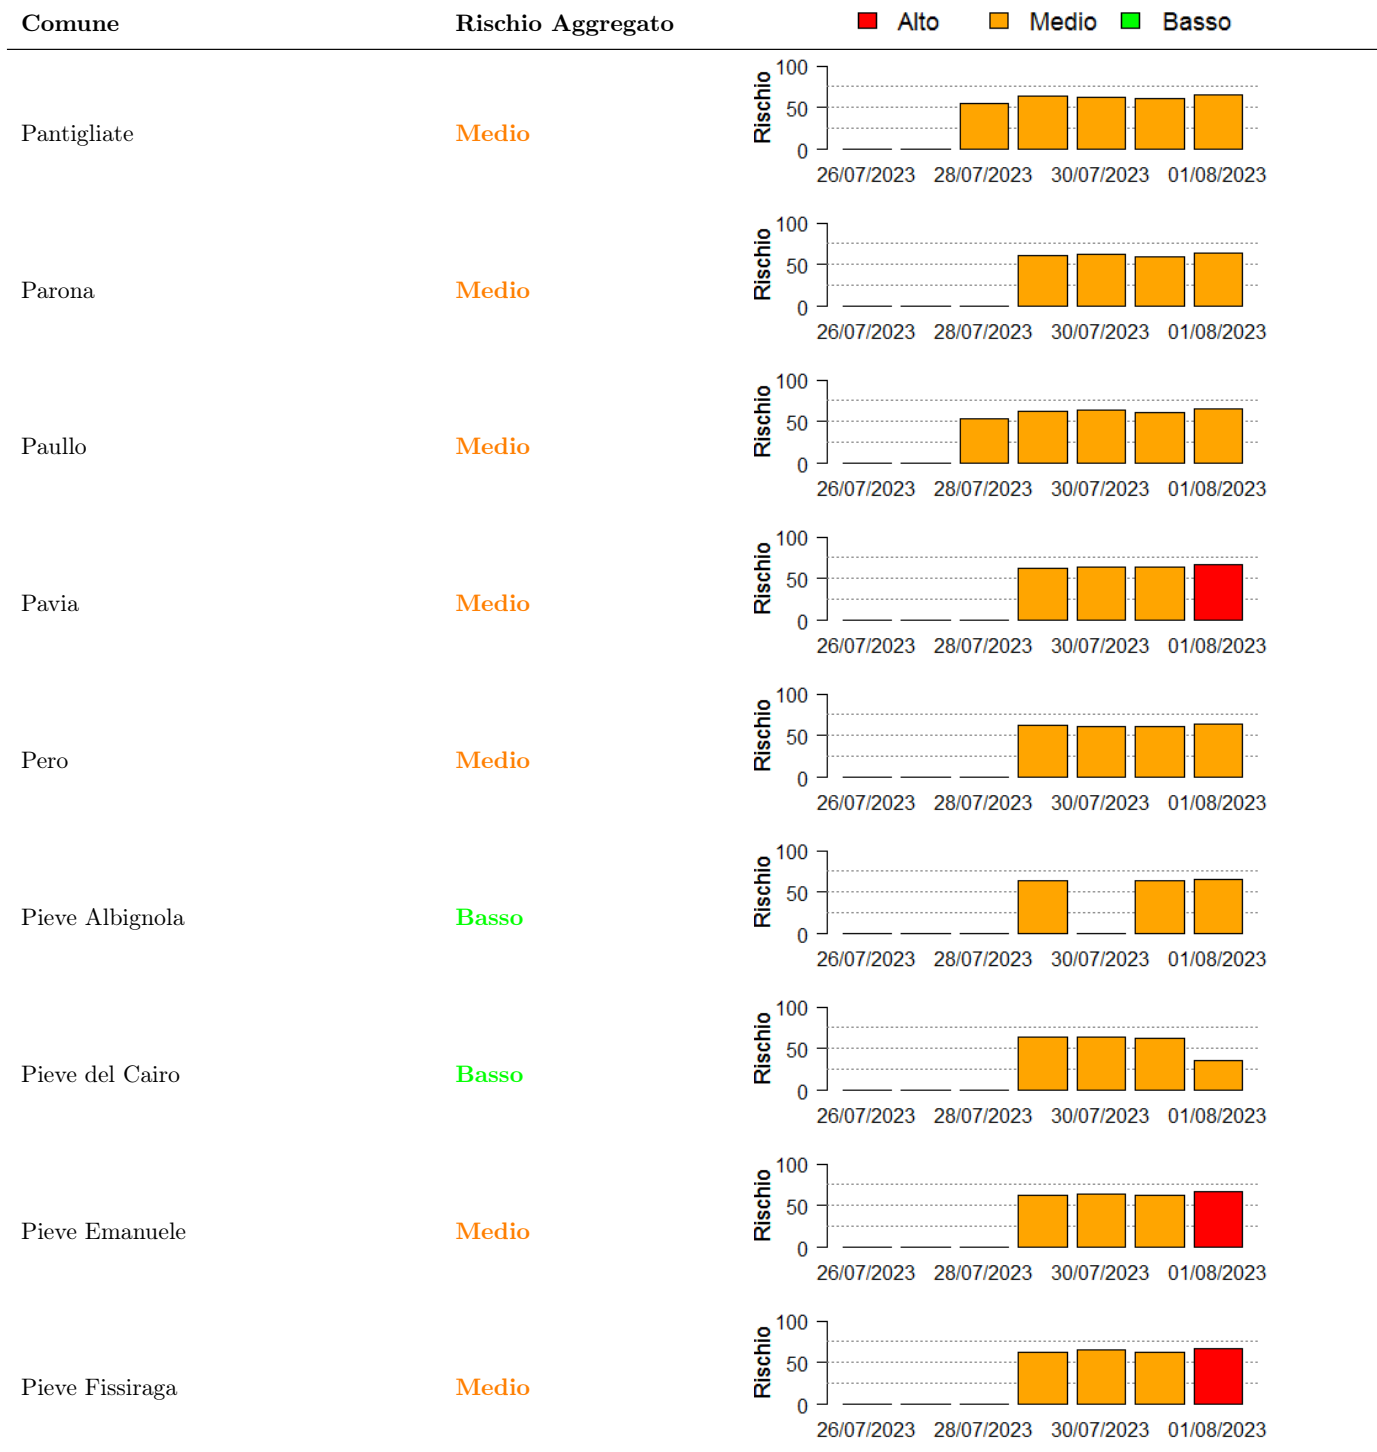 Comune Rischio Aggregato Alto Medio Basso
Pantigliate Medio Rischio 100 50 0
26/07/2023 28/07/2023 30/07/2023 01/08/2023
Parona Medio Rischio 100 50 0
26/07/2023 28/07/2023 30/07/2023 01/08/2023
Paullo Medio Rischio 100 50 0
26/07/2023 28/07/2023 30/07/2023 01/08/2023
Pavia Medio Rischio 100 50 0
26/07/2023 28/07/2023 30/07/2023 01/08/2023
Pero Medio Rischio 100 50 0
26/07/2023 28/07/2023 30/07/2023 01/08/2023
Pieve Albignola Basso Rischio 100 50 0
26/07/2023 28/07/2023 30/07/2023 01/08/2023
Pieve del Cairo Basso Rischio 100 50 0
26/07/2023 28/07/2023 30/07/2023 01/08/2023
Pieve Emanuele Medio Rischio 100 50 0
26/07/2023 28/07/2023 30/07/2023 01/08/2023
Pieve Fissiraga Medio Rischio 100 50 0
26/07/2023 28/07/2023 30/07/2023 01/08/2023